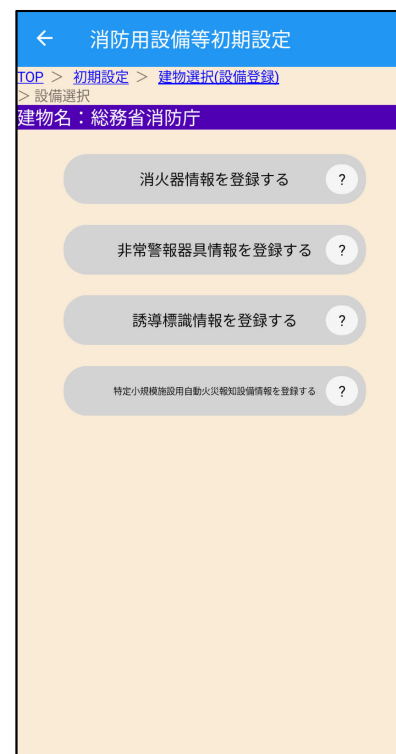 ← 消防用設備等初期設定
TOP ＞ 初期設定 ＞ 建物選択(設備登録)
＞設備選択
建物名：総務省消防庁
消火器情報を登録する ?
非常警報器具情報を登録する ?
誘導標識情報を登録する ?
特定小規模施設用自動火災報知設備情報を登録する ?